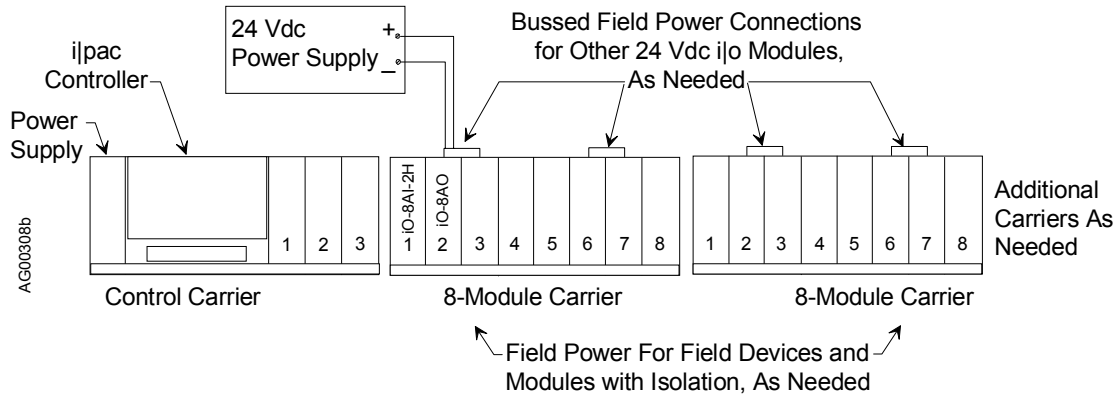 24 Vdc +
Power Supply _
Bussed Field Power Connections
for Other 24 Vdc i|o Modules,
As Needed
i|pac
Controller
Power
Supply
iO-8AI-2H
iO-8AO
1 2 3
1 2 3 4 5 6 7 8
1 2 3 4 5 6 7 8
Additional
Carriers As
Needed
AG00308b
Control Carrier
8-Module Carrier
8-Module Carrier
Field Power For Field Devices and
Modules with Isolation, As Needed